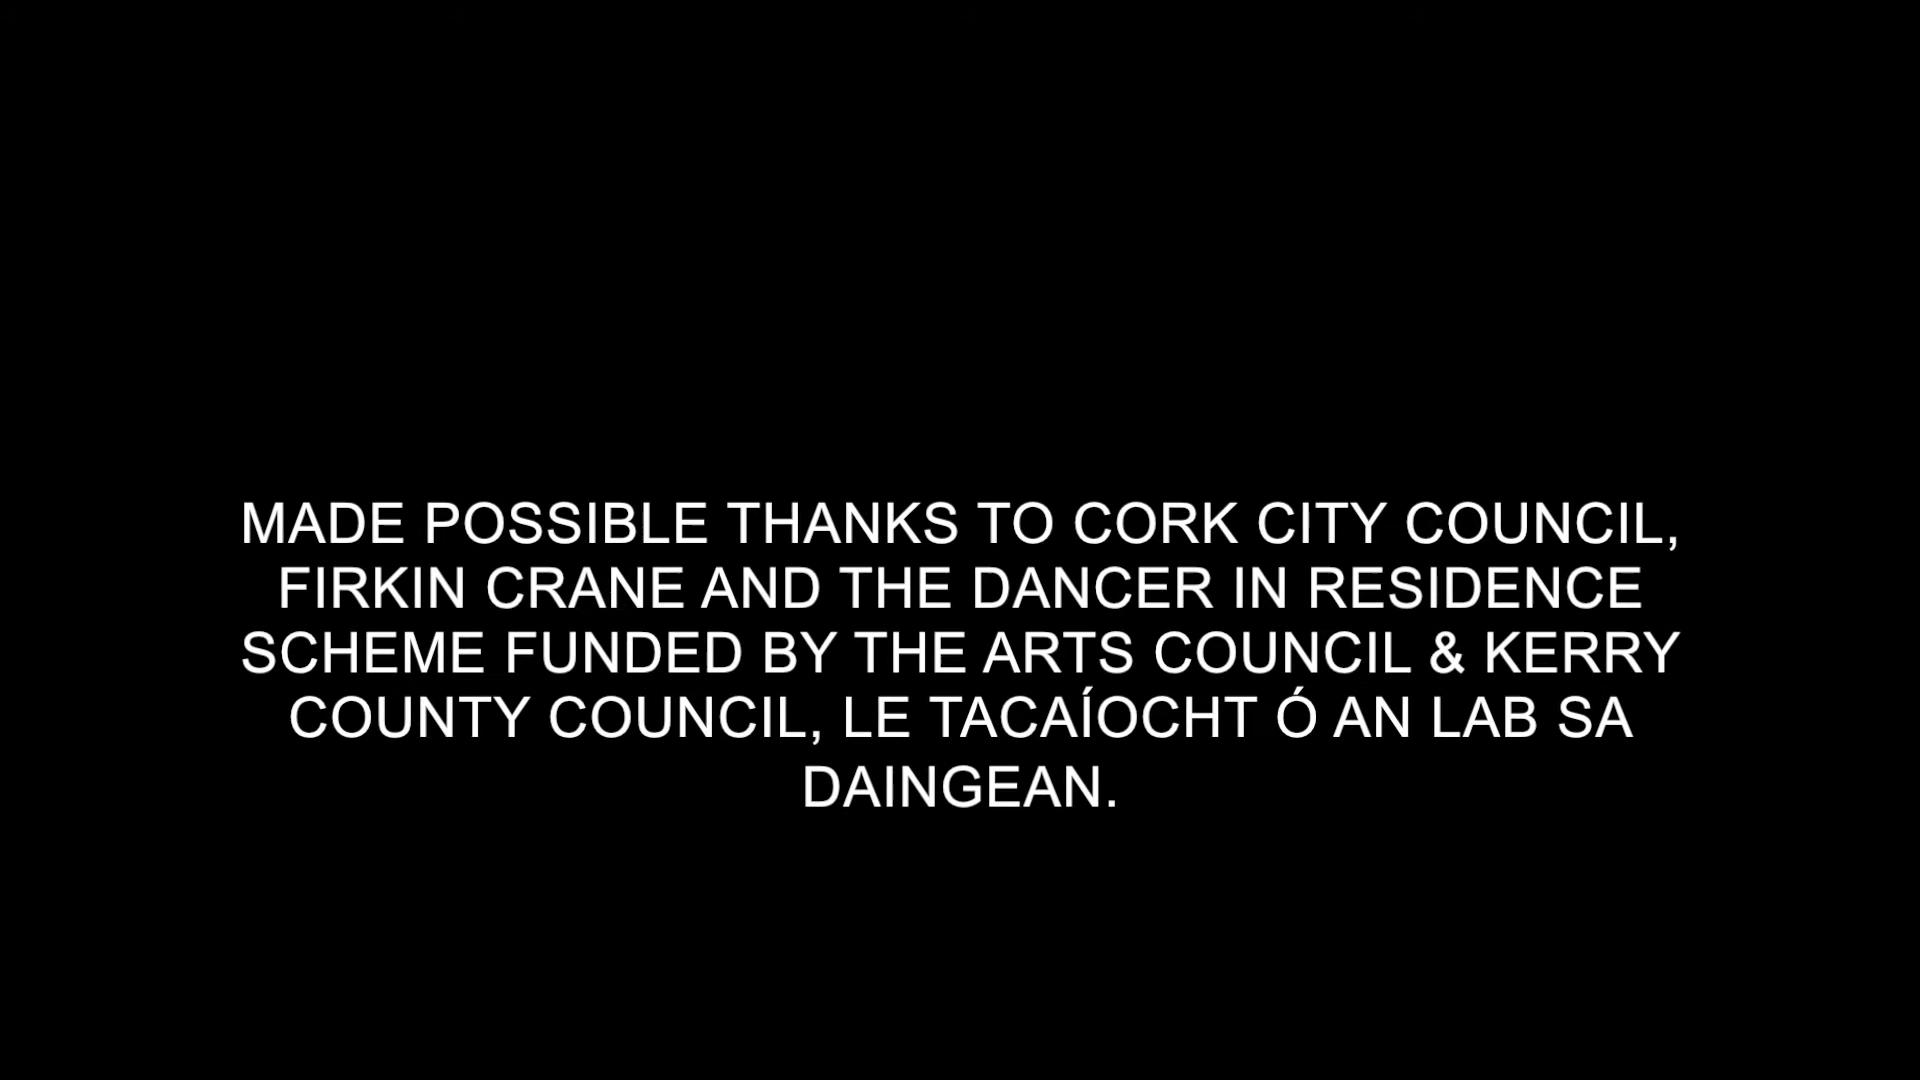 MADE POSSIBLE THANKS TO CORK CITY COUNCIL,
FIRKIN CRANE AND THE DANCER IN RESIDENCE
SCHEME FUNDED BY THE ARTS COUNCIL & KERRY
COUNTY COUNCIL, LE TACAÍOCHT Ó AN LAB SA
DAINGEAN.